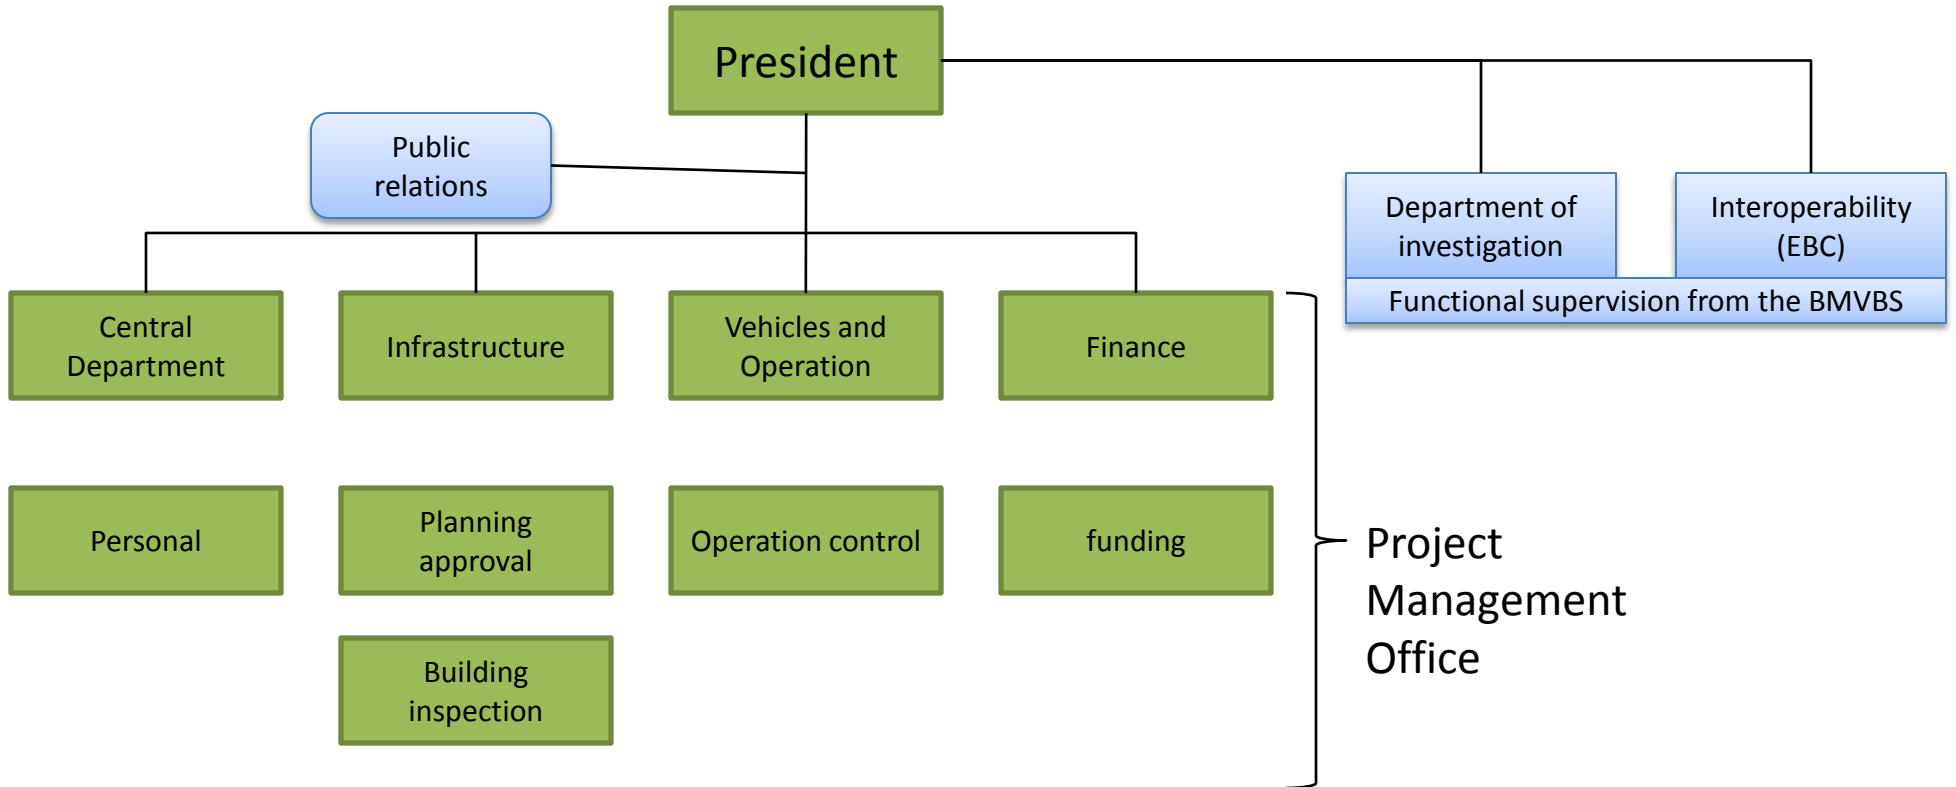 President
Public
relations
Department of
investigation
Interoperability
(EBC)
Functional supervision from the BMVBS
Central
Department
Infrastructure
Vehicles and
Operation
Finance
Personal
Planning
approval
Operation control
funding
Building
inspection
Project
Management
Office